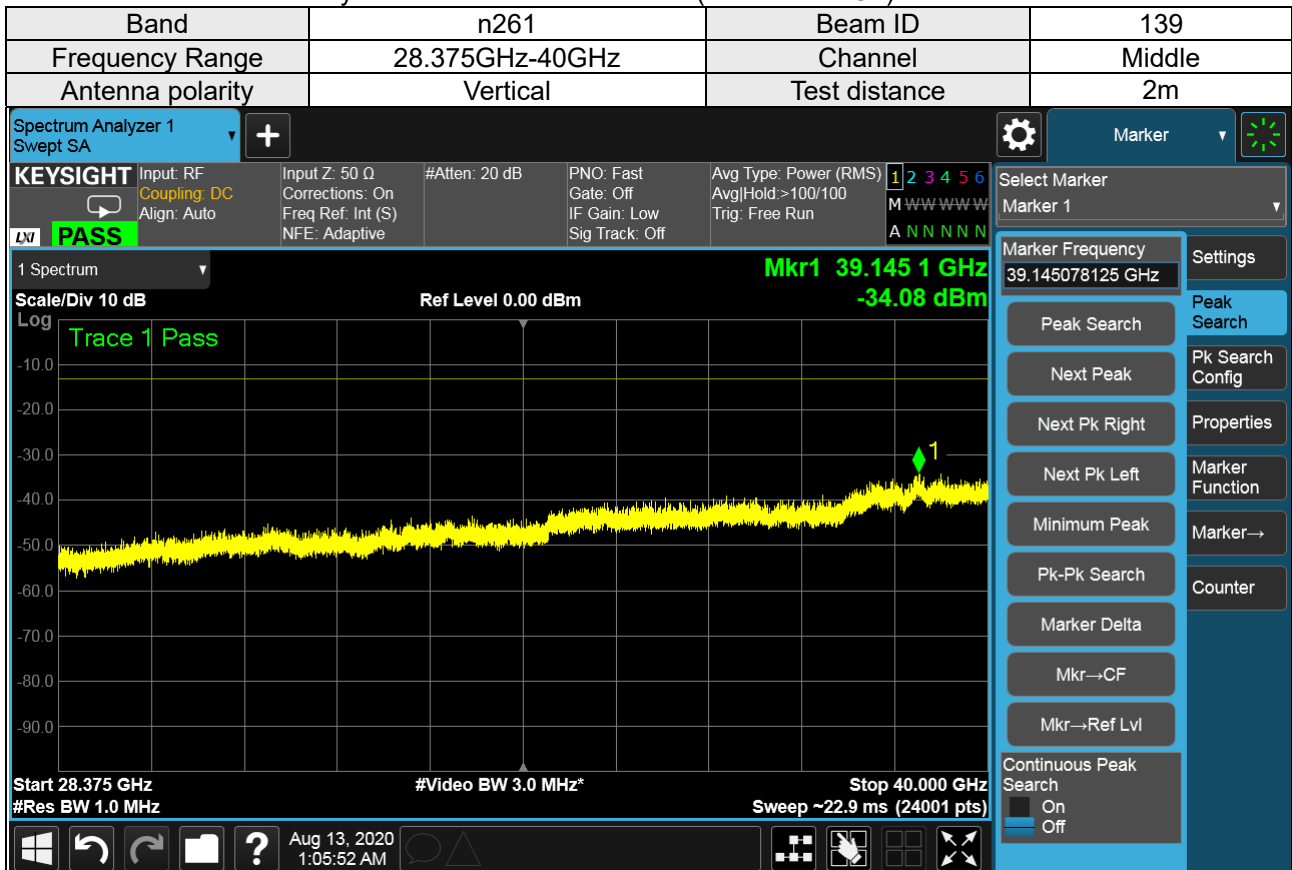 Band n261 Beam ID 139
Frequency Range 28.375GHz-40GHz Channel Middle
Antenna polarity Vertical Test distance 2m
Spectrum Analyzer 1
Swept SA
+
Marker
KEYSIGHT
LXI PASS
Input: RF
Coupling: DC
Align: Auto
Input Z: 50 Ω
Corrections: On
Freq Ref: Int (S)
NFE: Adaptive
#Atten: 20 dB
PNO: Fast
Gate: Off
IF Gain: Low
Sig Track: Off
Avg Type: Power (RMS)
Avg|Hold:>100/100
Trig: Free Run
1 2 3 4 5 6
M W W W W W
A N N N N N
Select Marker
Marker 1
1 Spectrum
Mkr1 39.145 1 GHz
-34.08 dBm
Scale/Div 10 dB
Ref Level 0.00 dBm
Log
Trace 1 Pass
-10.0
-20.0
-30.0
-40.0
-50.0
-60.0
-70.0
-80.0
-90.0
1
Start 28.375 GHz
#Res BW 1.0 MHz
#Video BW 3.0 MHz*
Stop 40.000 GHz
Sweep ~22.9 ms (24001 pts)
Marker Frequency
39.145078125 GHz
Peak Search
Next Peak
Next Pk Right
Next Pk Left
Minimum Peak
Pk-Pk Search
Marker Delta
Mkr→CF
Mkr→Ref Lvl
Continuous Peak
Search
On
Off
Settings
Peak
Search
Pk Search
Config
Properties
Marker
Function
Marker→
Counter
?
Aug 13, 2020
1:05:52 AM